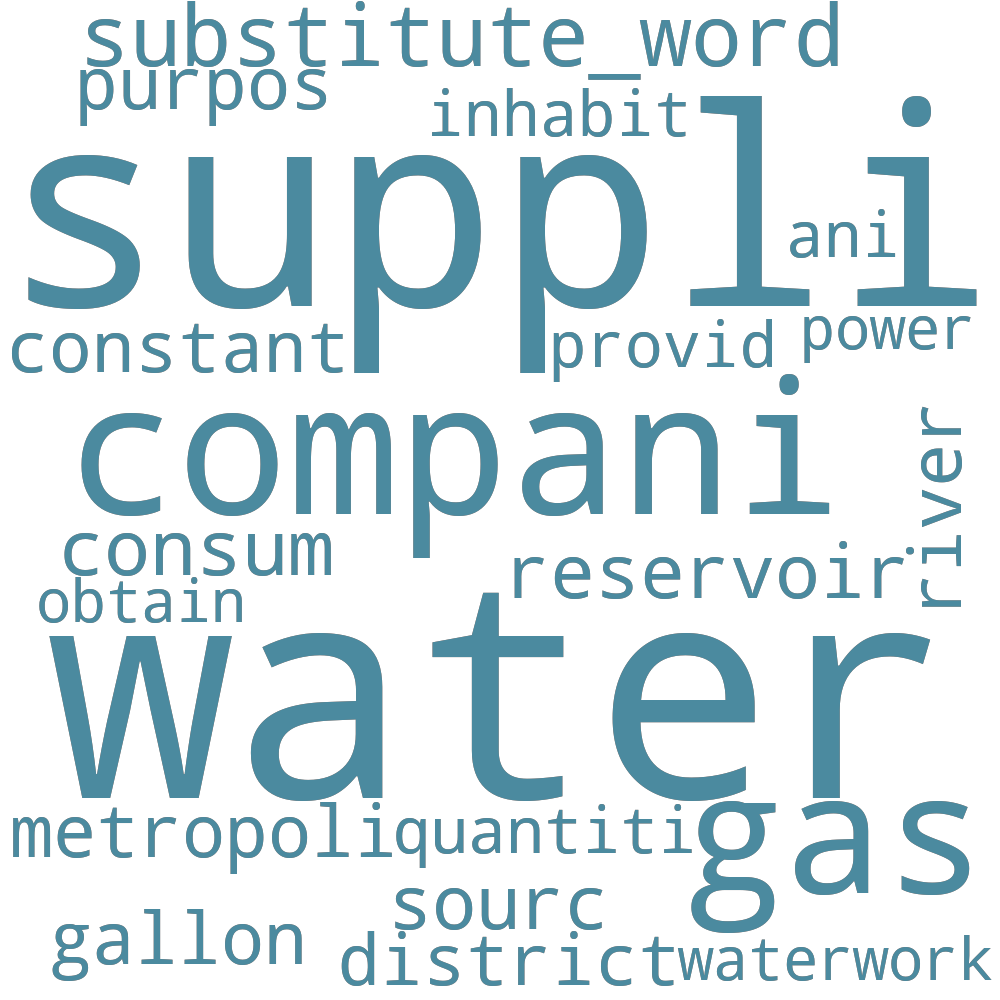 substitute_word
purpos
inhabit
suppli
ani
constant
provid
power
compani
river
consum
reservoir
obtain
water
metropoli
quantiti
gas
sourc
gallon
district
waterwork